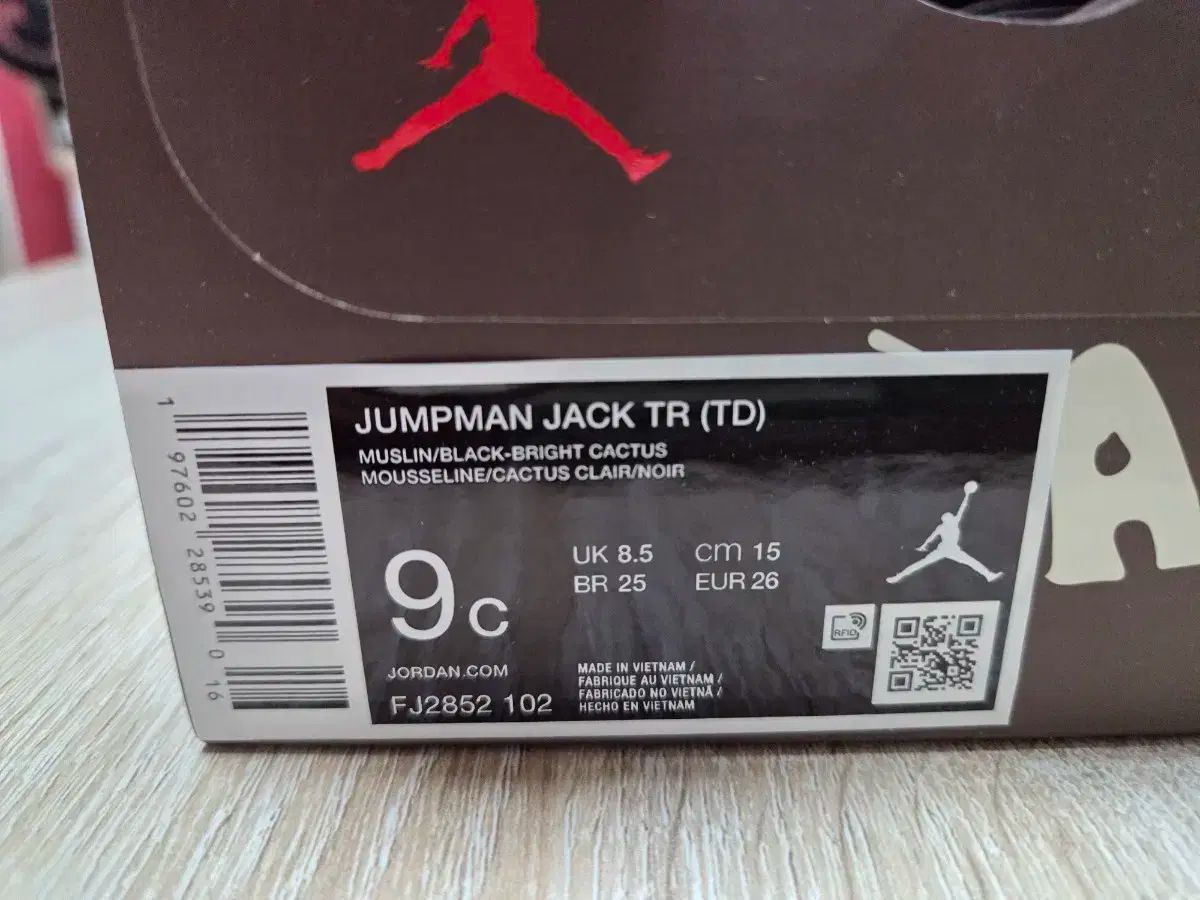 JUMPMAN JACK TR (TD)
MUSLIN/BLACK-BRIGHT CACTUS
MOUSSELINE/CACTUS CLAIR/NOIR
9c
UK 8.5 cm 15
BR 25 EUR 26
RFID
JORDAN.COM
FJ2852 102
MADE IN VIETNAM /
FABRIQUE AU VIETNAM /
FABRICADO NO VIETNÃ /
HECHO EN VIETNAM
1 97602 28539 0 16
A